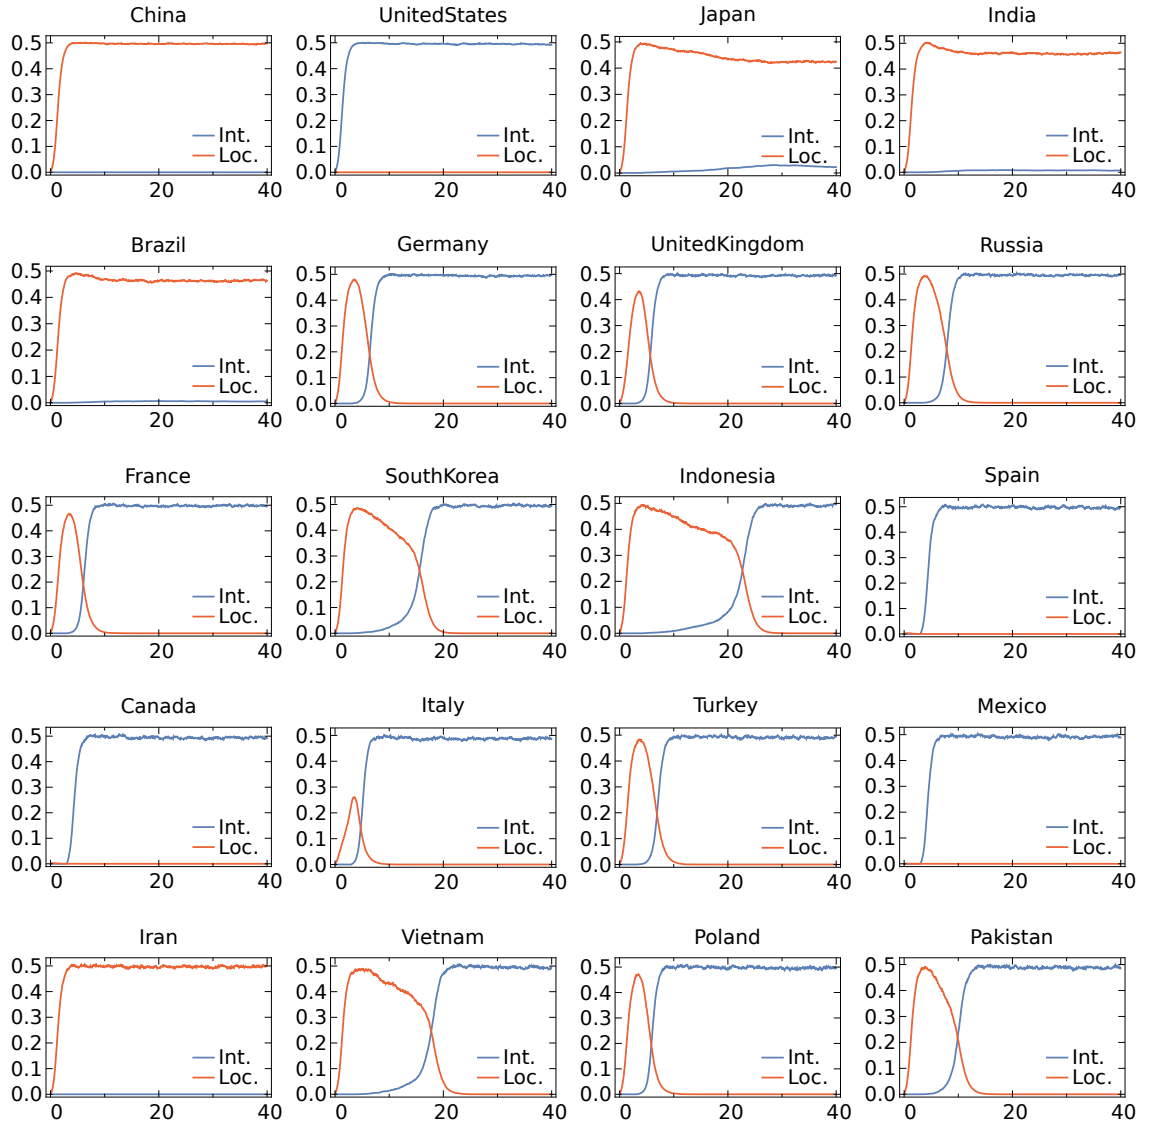 China UnitedStates Japan India
0.5 0.5 0.5 0.5
0.4 0.4 0.4 0.4
0.3 0.3 0.3 0.3
0.2 0.2 0.2 0.2
0.1 Int. 0.1 Int. 0.1 Int. 0.1 Int.
Loc. Loc. Loc. Loc.
0.0 0.0 0.0 0.0
0 20 40 0 20 40 0 20 40 0 20 40
Brazil Germany UnitedKingdom Russia
0.5 0.5 0.5 0.5
0.4 0.4 0.4 0.4
0.3 0.3 0.3 0.3
0.2 0.2 0.2 0.2
Int. Int. Int. Int.
0.1 Loc. 0.1 Loc. 0.1 Loc. 0.1 Loc.
0.0 0.0 0.0 0.0
0 20 40 0 20 40 0 20 40 0 20 40
France SouthKorea Indonesia Spain
0.5 0.5 0.5 0.5
0.4 0.4 0.4 0.4
0.3 0.3 0.3 0.3
0.2 0.2 0.2 0.2
Int. Int. Int. Int.
0.1 Loc. 0.1 Loc. 0.1 Loc. 0.1 Loc.
0.0 0.0 0.0 0.0
0 20 40 0 20 40 0 20 40 0 20 40
Canada Italy Turkey Mexico
0.5 0.5 0.5 0.5
0.4 0.4 0.4 0.4
0.3 0.3 0.3 0.3
0.2 0.2 0.2 0.2
Int. Int. Int. Int.
0.1 Loc. 0.1 Loc. 0.1 Loc. 0.1 Loc.
0.0 0.0 0.0 0.0
0 20 40 0 20 40 0 20 40 0 20 40
Iran Vietnam Poland Pakistan
0.5 0.5 0.5 0.5
0.4 0.4 0.4 0.4
0.3 0.3 0.3 0.3
0.2 0.2 0.2 0.2
Int. Int. Int. Int.
0.1 Loc. 0.1 Loc. 0.1 Loc. 0.1 Loc.
0.0 0.0 0.0 0.0
0 20 40 0 20 40 0 20 40 0 20 40